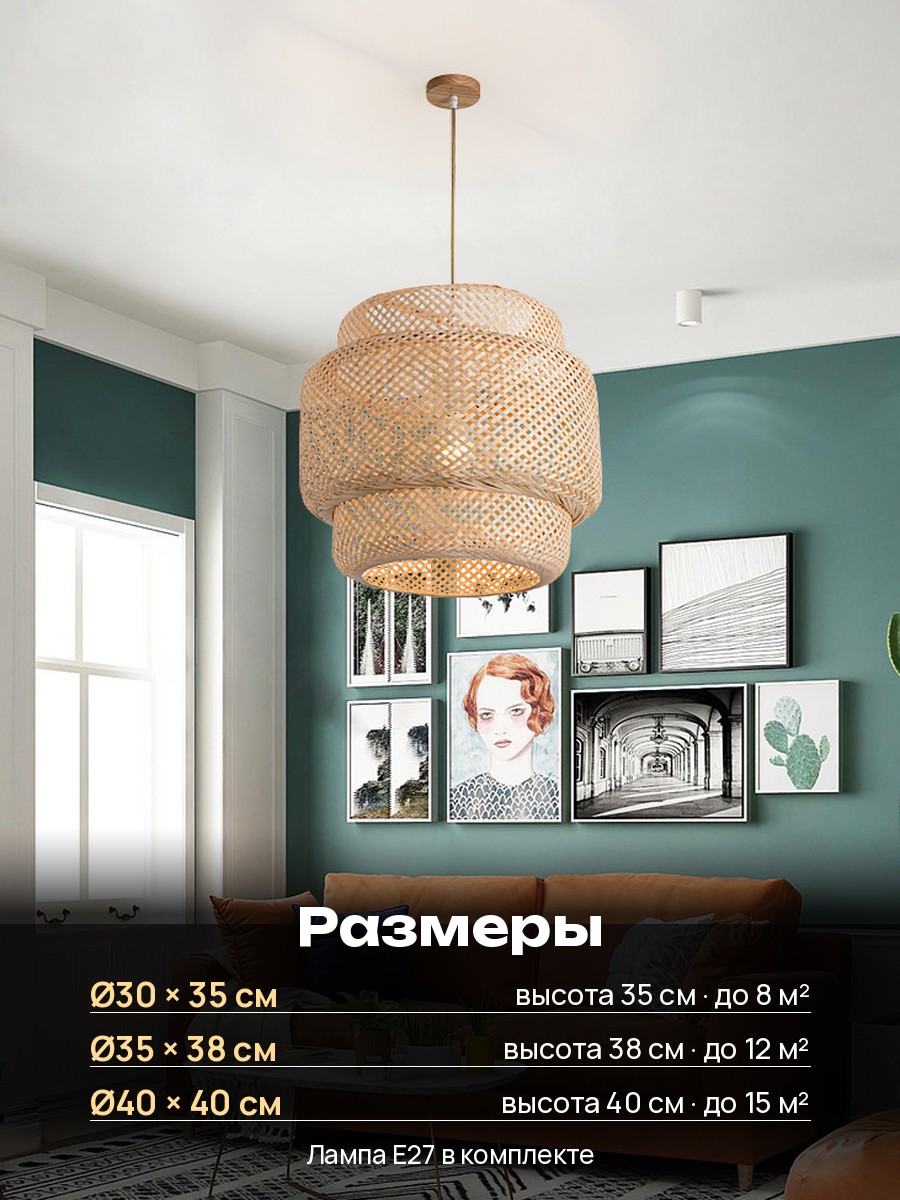 Размеры
Ø30 × 35 см высота 35 см · до 8 м²
Ø35 × 38 см высота 38 см · до 12 м²
Ø40 × 40 см высота 40 см · до 15 м²
Лампа E27 в комплекте